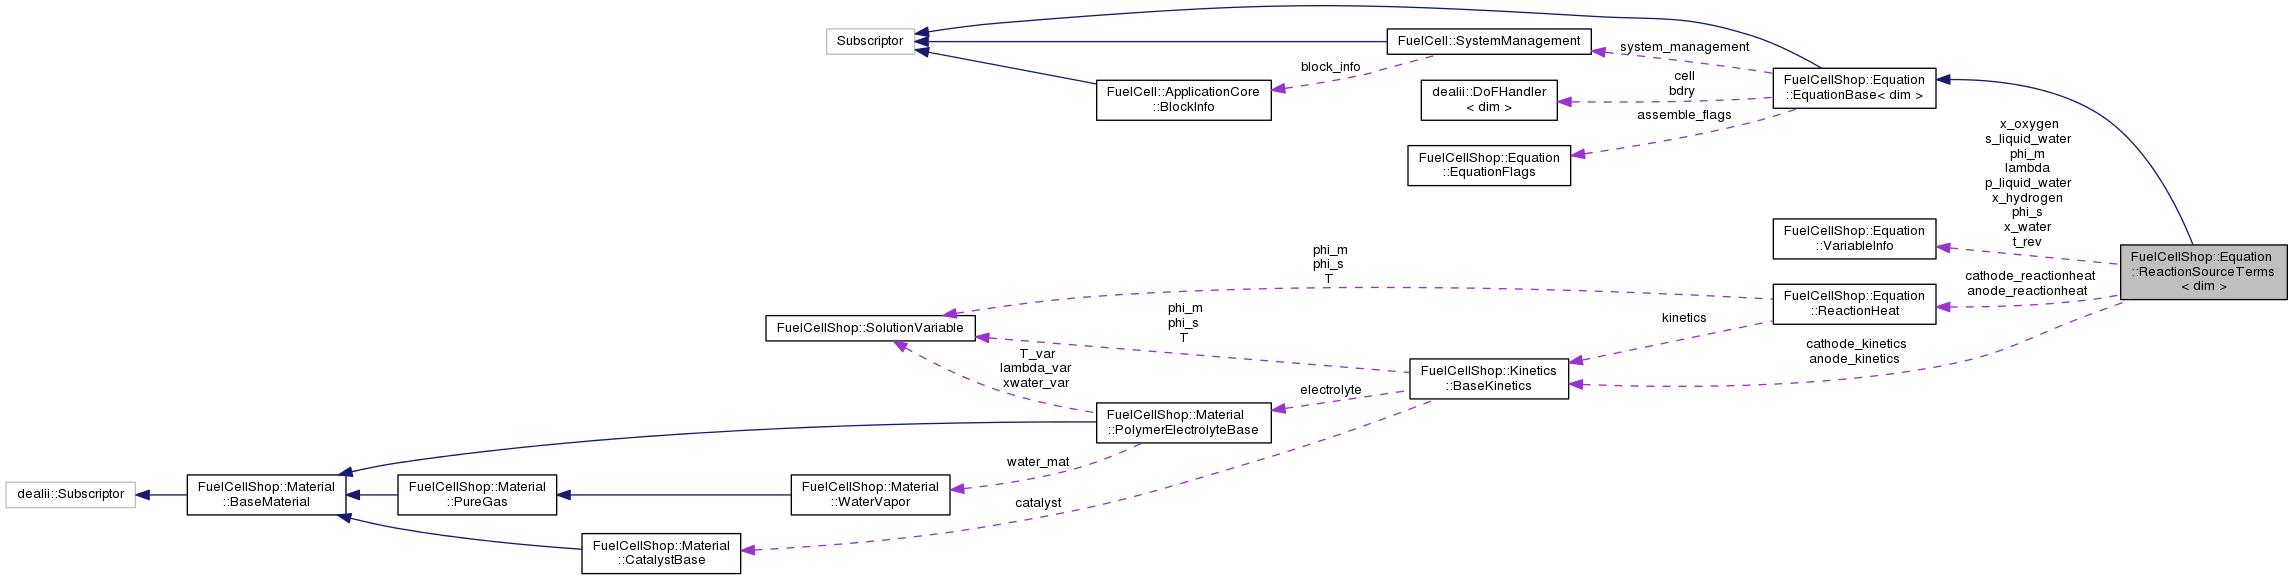 Subscriptor
FuelCell::SystemManagement
system_management
block_info
FuelCell::ApplicationCore
::BlockInfo
dealii::DoFHandler
< dim >
cell
bdry
FuelCellShop::Equation
::EquationBase< dim >
assemble_flags
FuelCellShop::Equation
::EquationFlags
x_oxygen
s_liquid_water
phi_m
lambda
p_liquid_water
x_hydrogen
phi_s
x_water
t_rev
FuelCellShop::Equation
::VariableInfo
FuelCellShop::Equation
::ReactionSourceTerms
< dim >
phi_m
phi_s
T
cathode_reactionheat
anode_reactionheat
FuelCellShop::Equation
::ReactionHeat
FuelCellShop::SolutionVariable
phi_m
phi_s
T
kinetics
cathode_kinetics
anode_kinetics
T_var
lambda_var
xwater_var
FuelCellShop::Kinetics
::BaseKinetics
electrolyte
FuelCellShop::Material
::PolymerElectrolyteBase
water_mat
dealii::Subscriptor
FuelCellShop::Material
::BaseMaterial
FuelCellShop::Material
::PureGas
FuelCellShop::Material
::WaterVapor
catalyst
FuelCellShop::Material
::CatalystBase